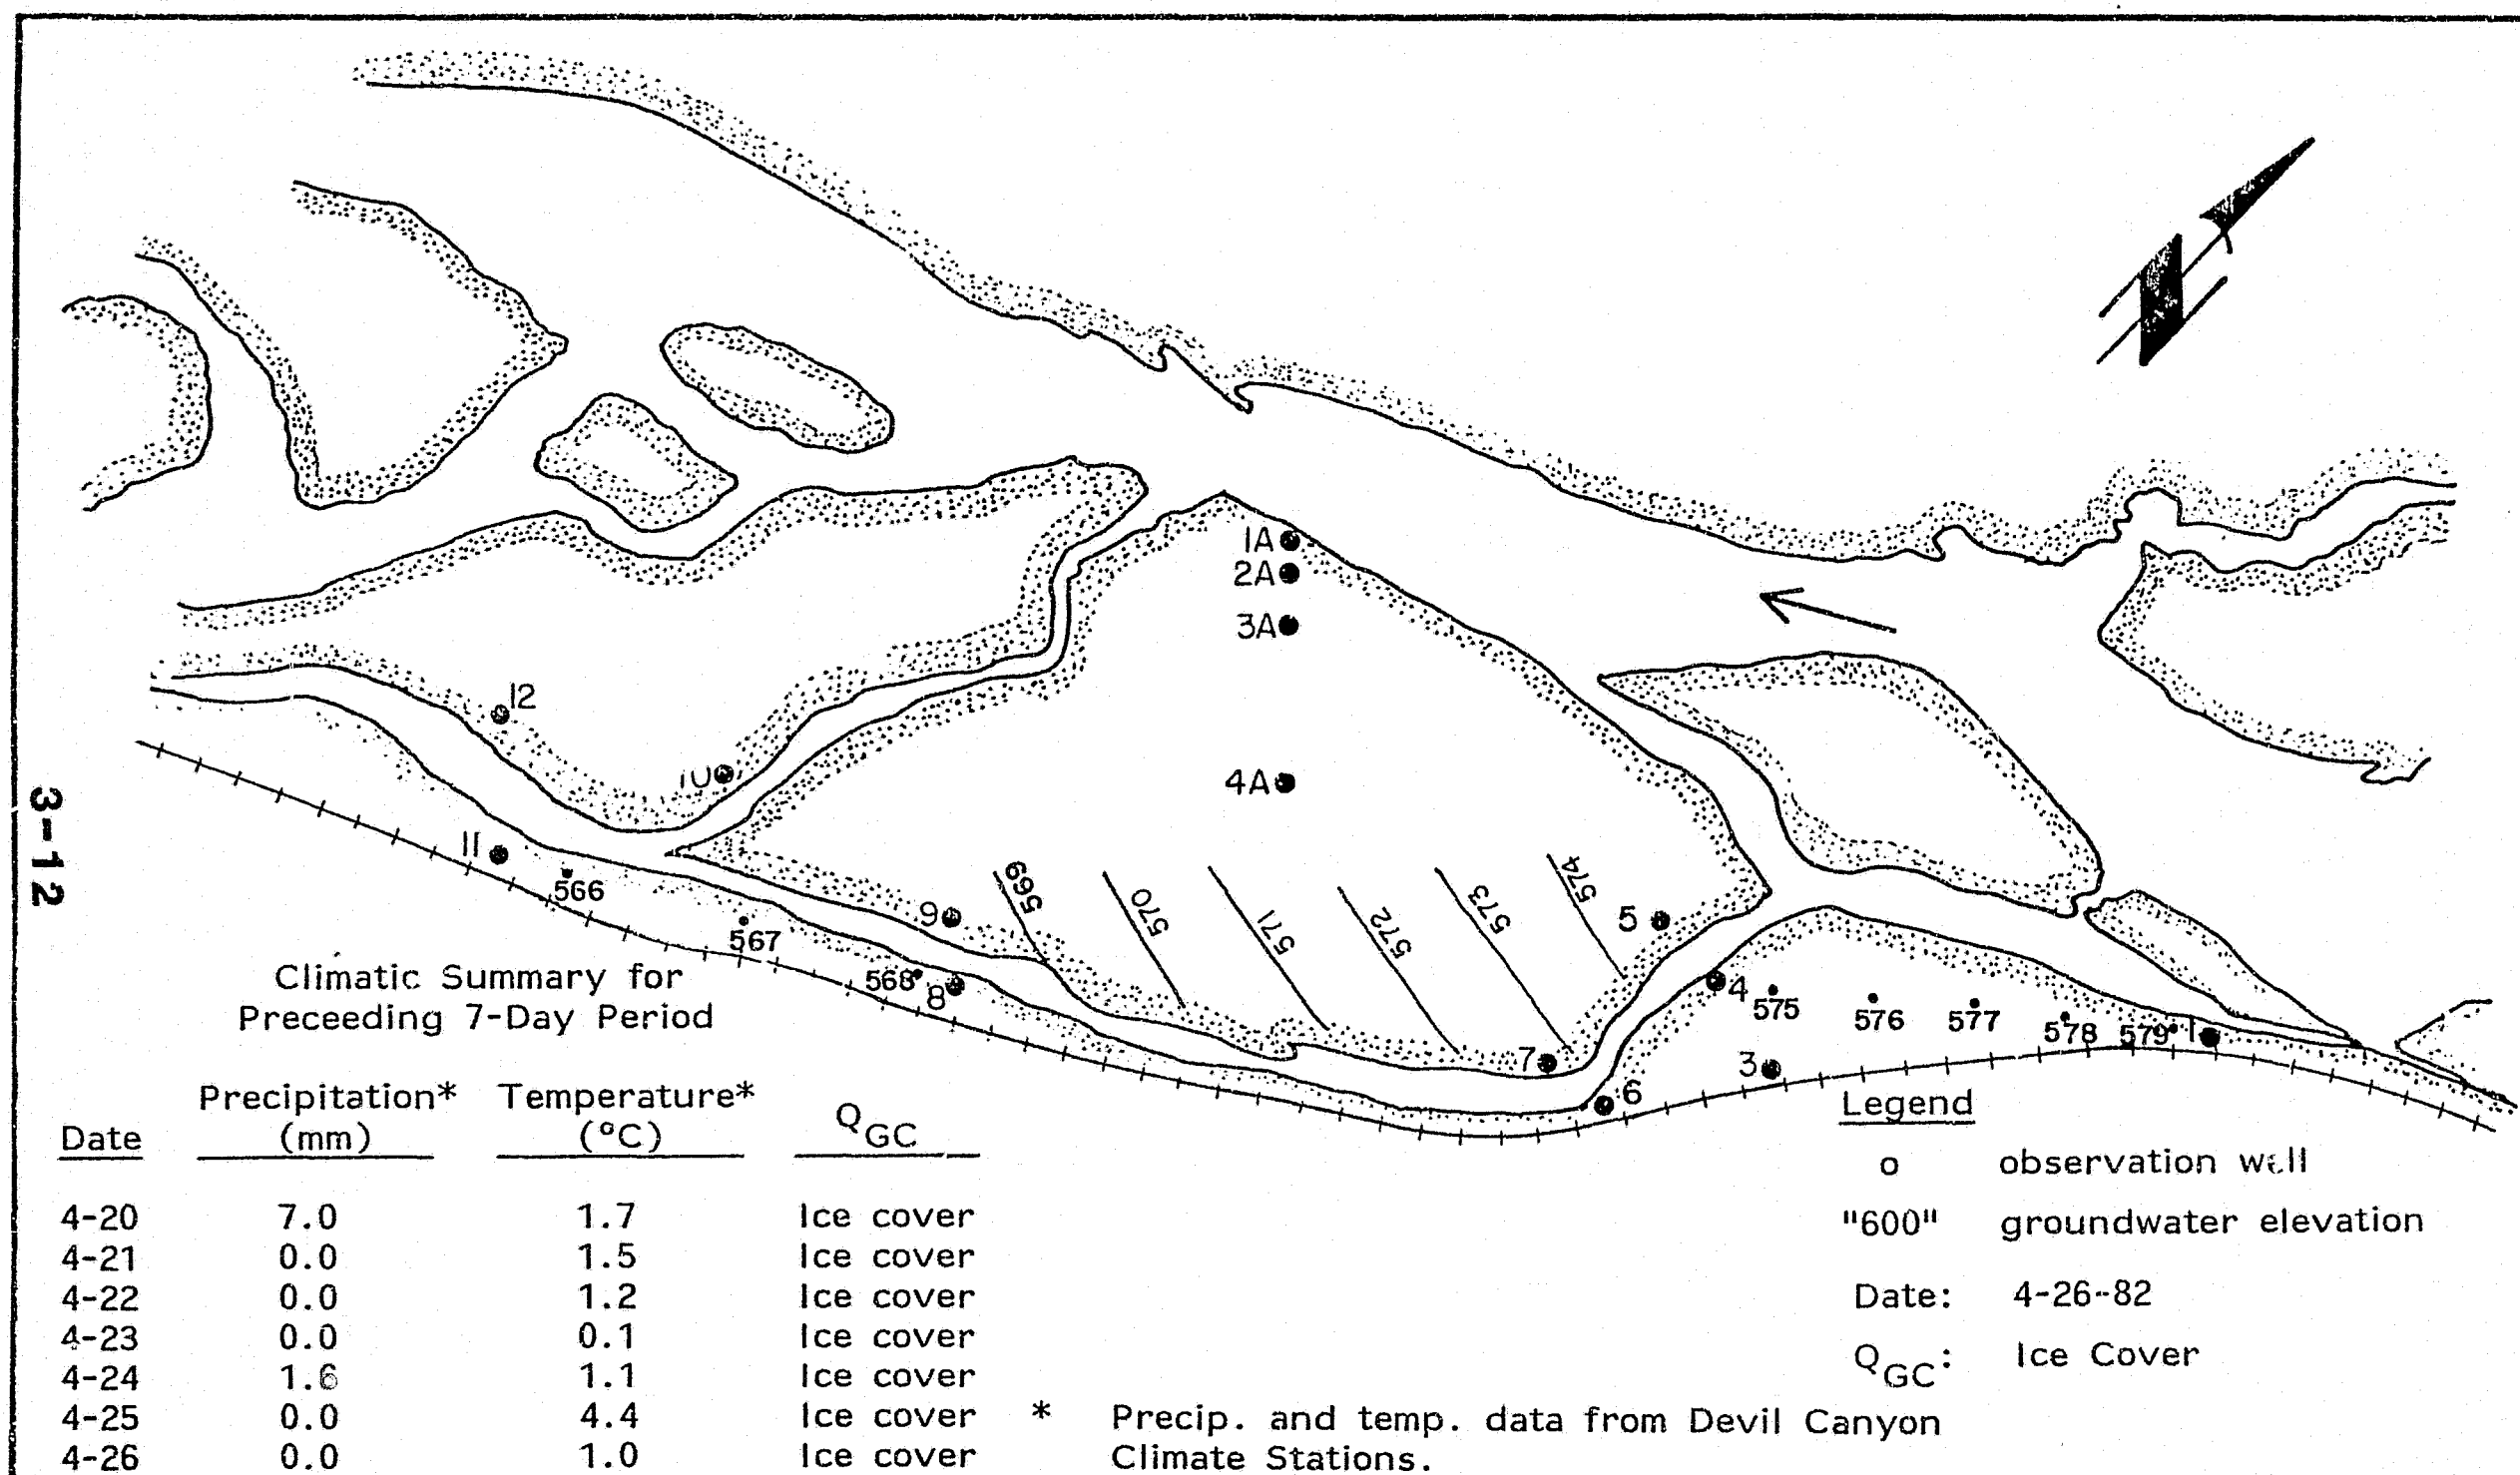 1A
2A
3A
12
10
4A
3-12
11
566
9
569
570
571
572
573
574
5
567
568
8
4
575
576
577
578
579
1
7
3
6
Climatic Summary for
Preceeding 7-Day Period
Date Precipitation* (mm) Temperature* (°C) QGC
4-20 7.0 1.7 Ice cover
4-21 0.0 1.5 Ice cover
4-22 0.0 1.2 Ice cover
4-23 0.0 0.1 Ice cover
4-24 1.6 1.1 Ice cover
4-25 0.0 4.4 Ice cover
4-26 0.0 1.0 Ice cover
Legend
o observation well
"600" groundwater elevation
Date: 4-26-82
QGC: Ice Cover
* Precip. and temp. data from Devil Canyon
Climate Stations.